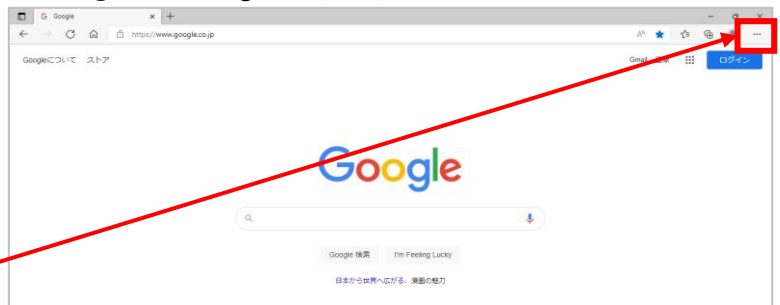 Google
https://www.google.co.jp
Googleについて ストア
Gmail
ログイン
Google
Google 検索 I'm Feeling Lucky
日本から世界へ広がる、漫画の魅力